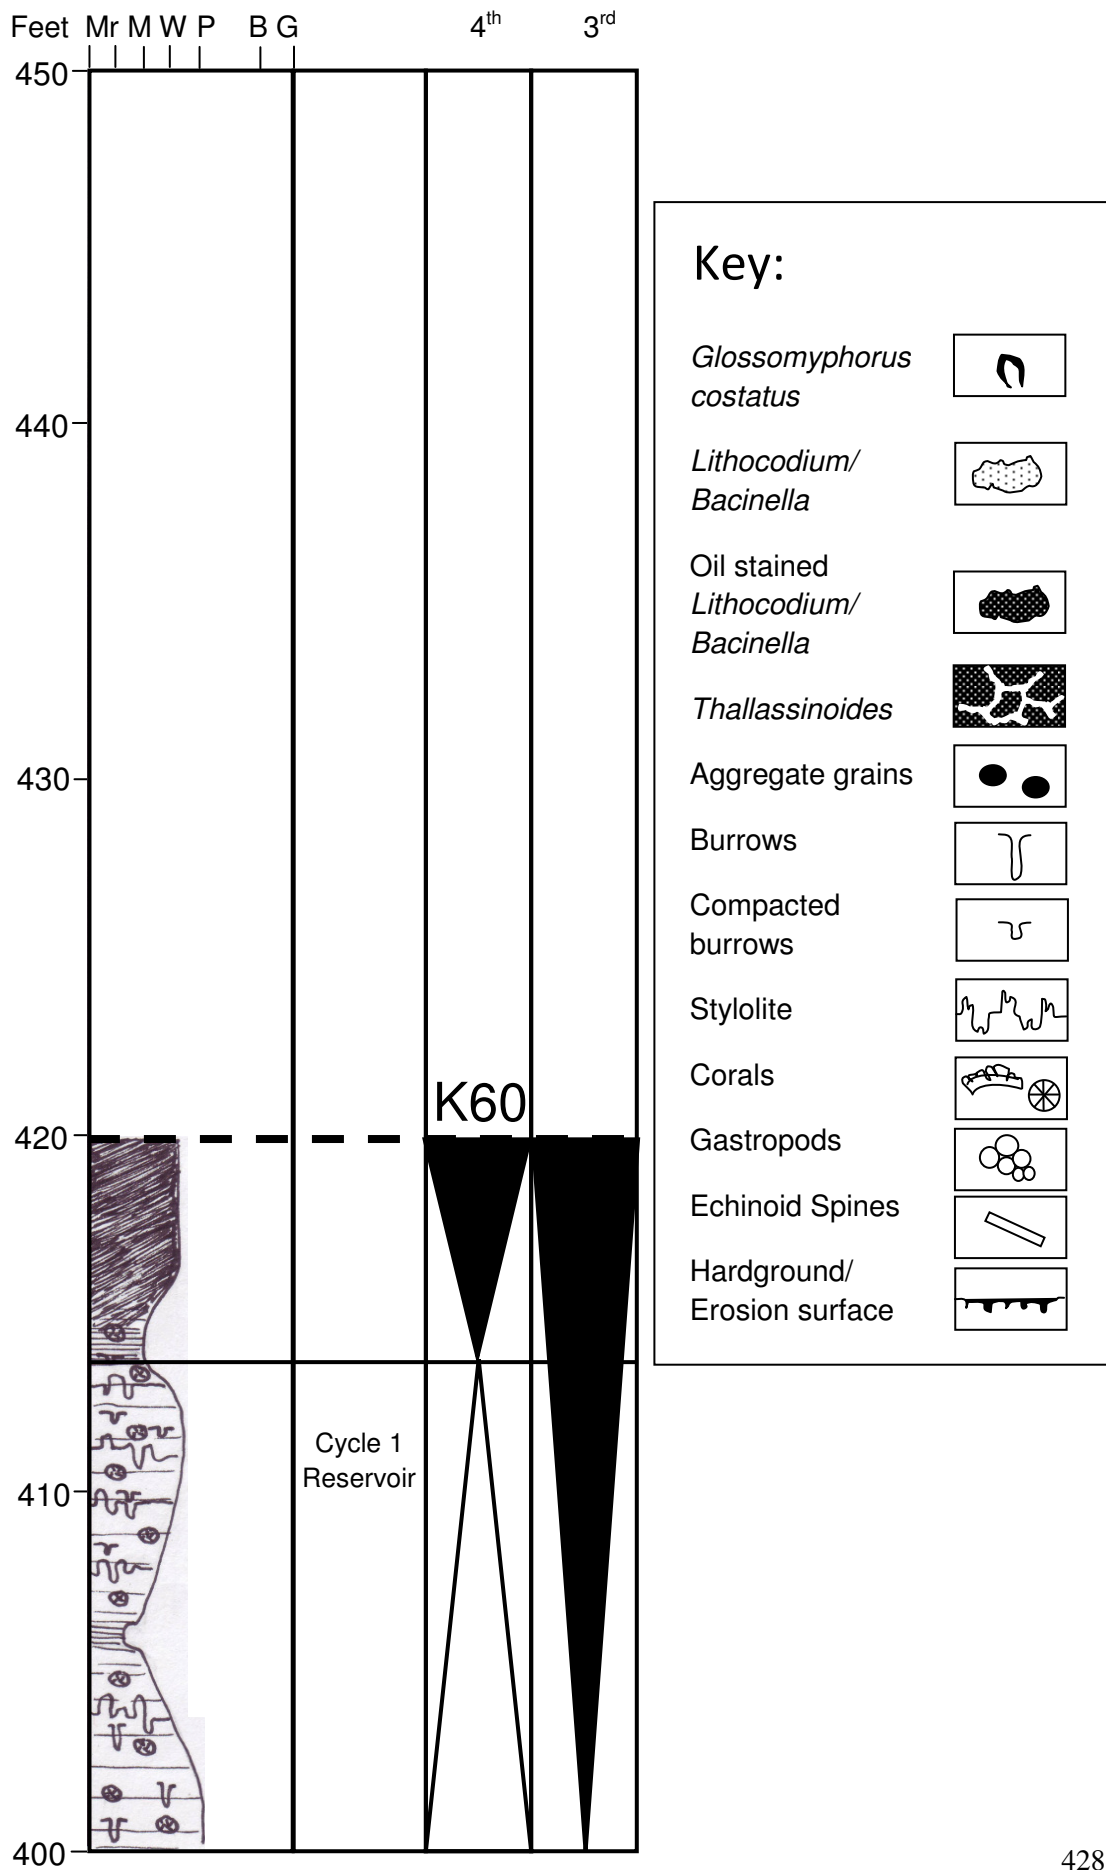 Feet Mr M W P B G 4th 3rd
450
440
430
420
410
400
K60
Cycle 1
Reservoir
Key:
Glossomyphorus
costatus
Lithocodium/
Bacinella
Oil stained
Lithocodium/
Bacinella
Thallassinoides
Aggregate grains
Burrows
Compacted
burrows
Stylolite
Corals
Gastropods
Echinoid Spines
Hardground/
Erosion surface
428